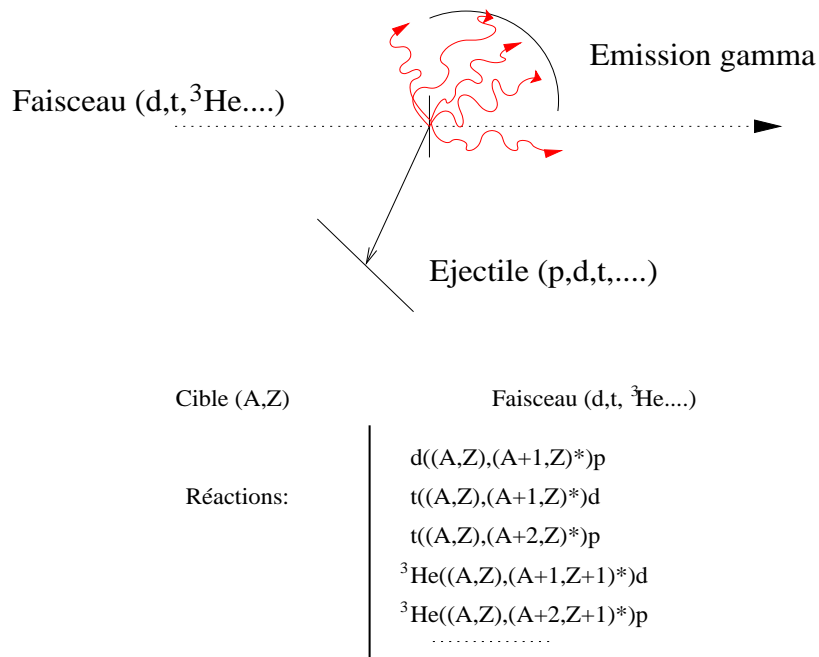 Emission gamma
Faisceau (d,t,³He....)
Ejectile (p,d,t,....)
Cible (A,Z)
Faisceau (d,t, ³He....)
Réactions:
d((A,Z),(A+1,Z)*)p
t((A,Z),(A+1,Z)*)d
t((A,Z),(A+2,Z)*)p
³He((A,Z),(A+1,Z+1)*)d
³He((A,Z),(A+2,Z+1)*)p
...............